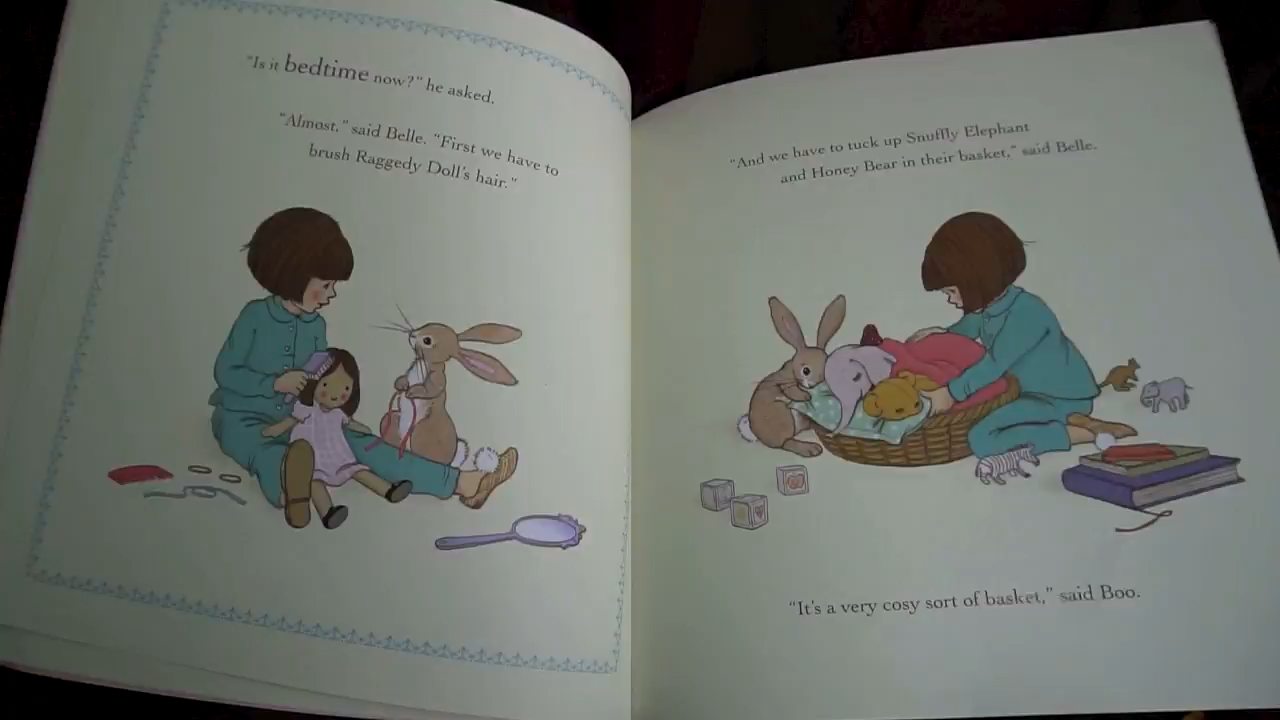 "Is it bedtime now?" he asked.
"Almost," said Belle. "First we have to
brush Raggedy Doll's hair."
"And we have to tuck up Snuffly Elephant
and Honey Bear in their basket," said Belle.
"It's a very cosy sort of basket," said Boo.